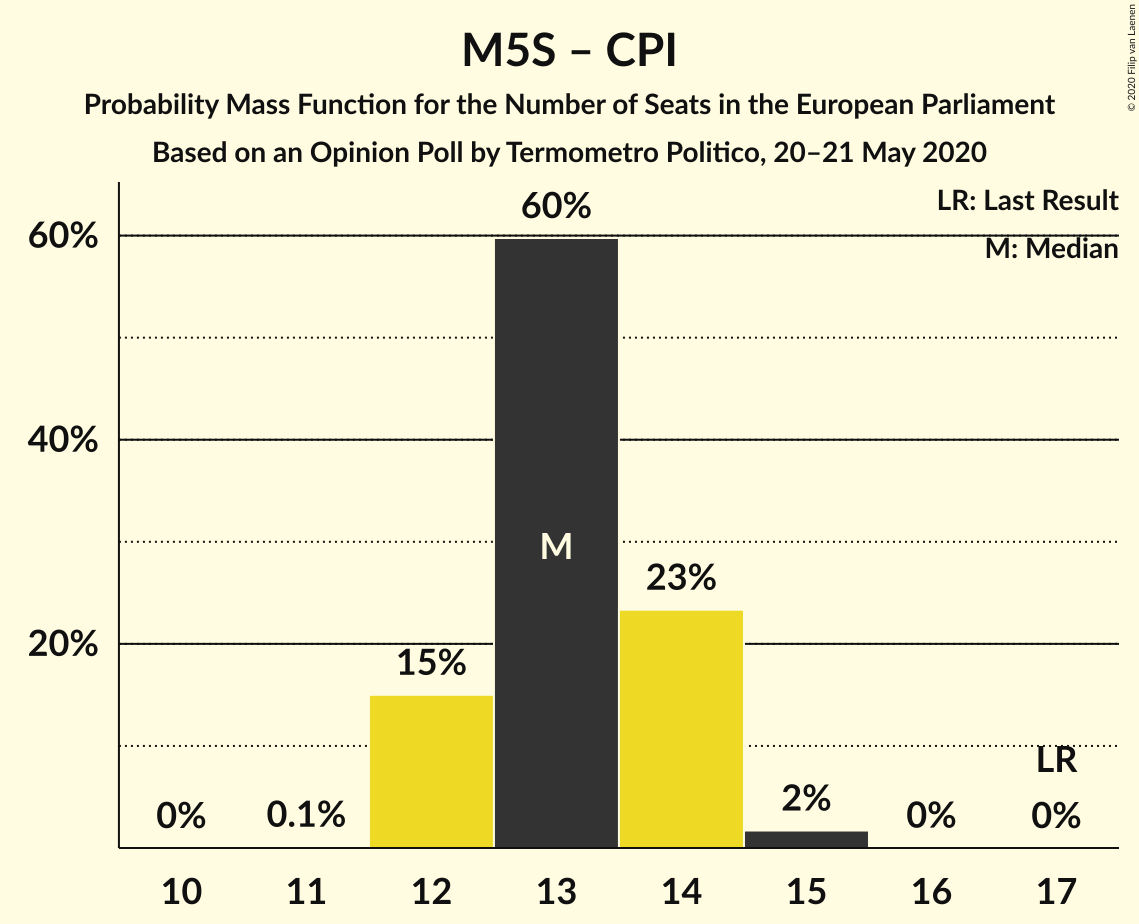 M5S – CPI
Probability Mass Function for the Number of Seats in the European Parliament
Based on an Opinion Poll by Termometro Politico, 20–21 May 2020
© 2020 Filip van Laenen
LR: Last Result
M: Median
60%
40%
20%
0%
0.1%
15%
60%
M
23%
2%
0%
LR
0%
10 11 12 13 14 15 16 17